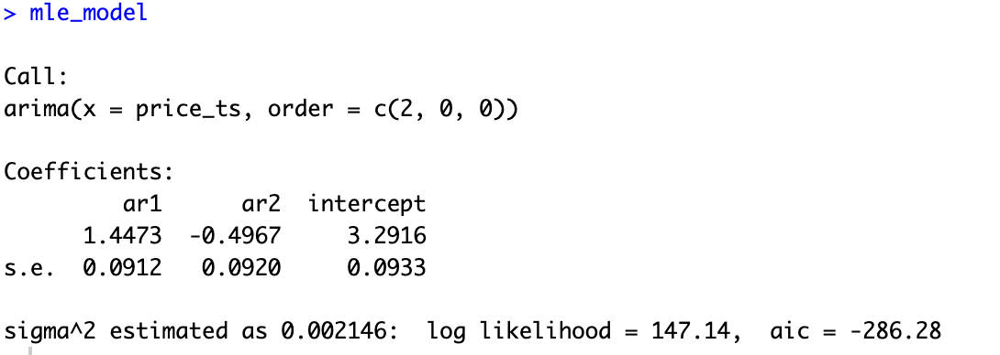 > mle_model
Call:
arima(x = price_ts, order = c(2, 0, 0))
Coefficients:
ar1 ar2 intercept
1.4473 -0.4967 3.2916
s.e. 0.0912 0.0920 0.0933
sigma^2 estimated as 0.002146: log likelihood = 147.14, aic = -286.28